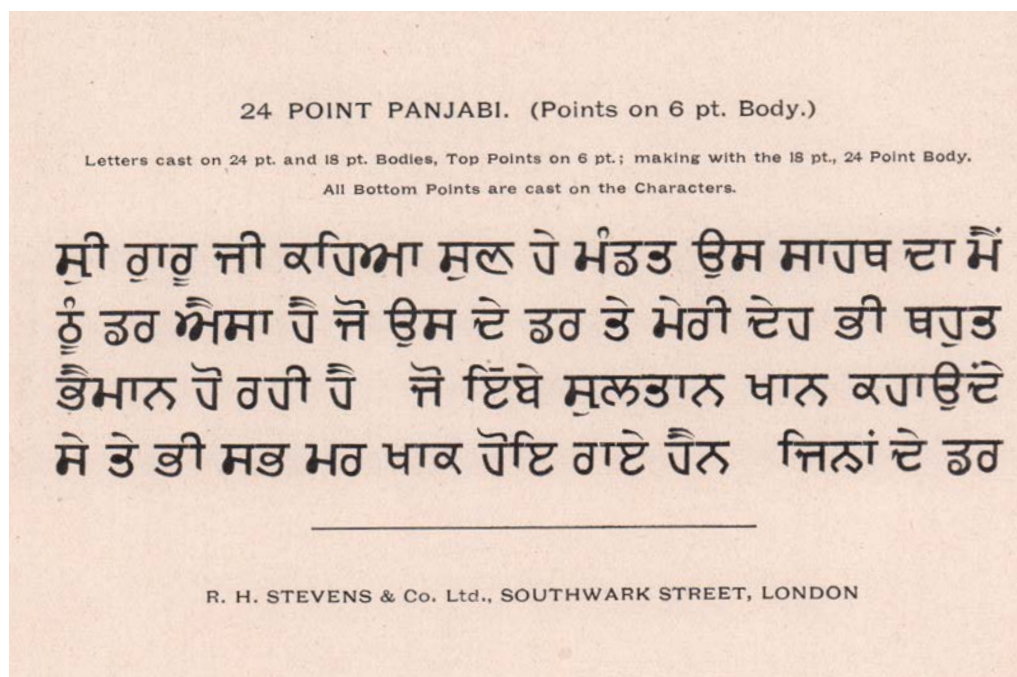 24 POINT PANJABI. (Points on 6 pt. Body.)
Letters cast on 24 pt. and 18 pt. Bodies, Top Points on 6 pt.; making with the 18 pt., 24 Point Body.
All Bottom Points are cast on the Characters.
ਸ੍ਰੀ ਗੁਰੂ ਜੀ ਕਹਿਆ ਸੁਲ ਹੇ ਮੰਡਤ ਉਸ ਸਾਹਥ ਦਾ ਮੈਂ
ਨੂੰ ਡਰ ਐਸਾ ਹੈ ਜੋ ਉਸ ਦੇ ਡਰ ਤੇ ਮੇਰੀ ਦੇਹ ਭੀ ਥਹੁਤ
ਭੈਮਾਨ ਹੋ ਰਹੀ ਹੈ ਜੋ ਇੱਬੇ ਸੁਲਤਾਨ ਖਾਨ ਕਹਾਉਂਦੇ
ਸੇ ਤੇ ਭੀ ਸਭ ਮਰ ਖਾਕ ਹੋਇ ਗਏ ਹੈਨ ਜਿਨਾਂ ਦੇ ਡਰ
R. H. STEVENS & Co. Ltd., SOUTHWARK STREET, LONDON